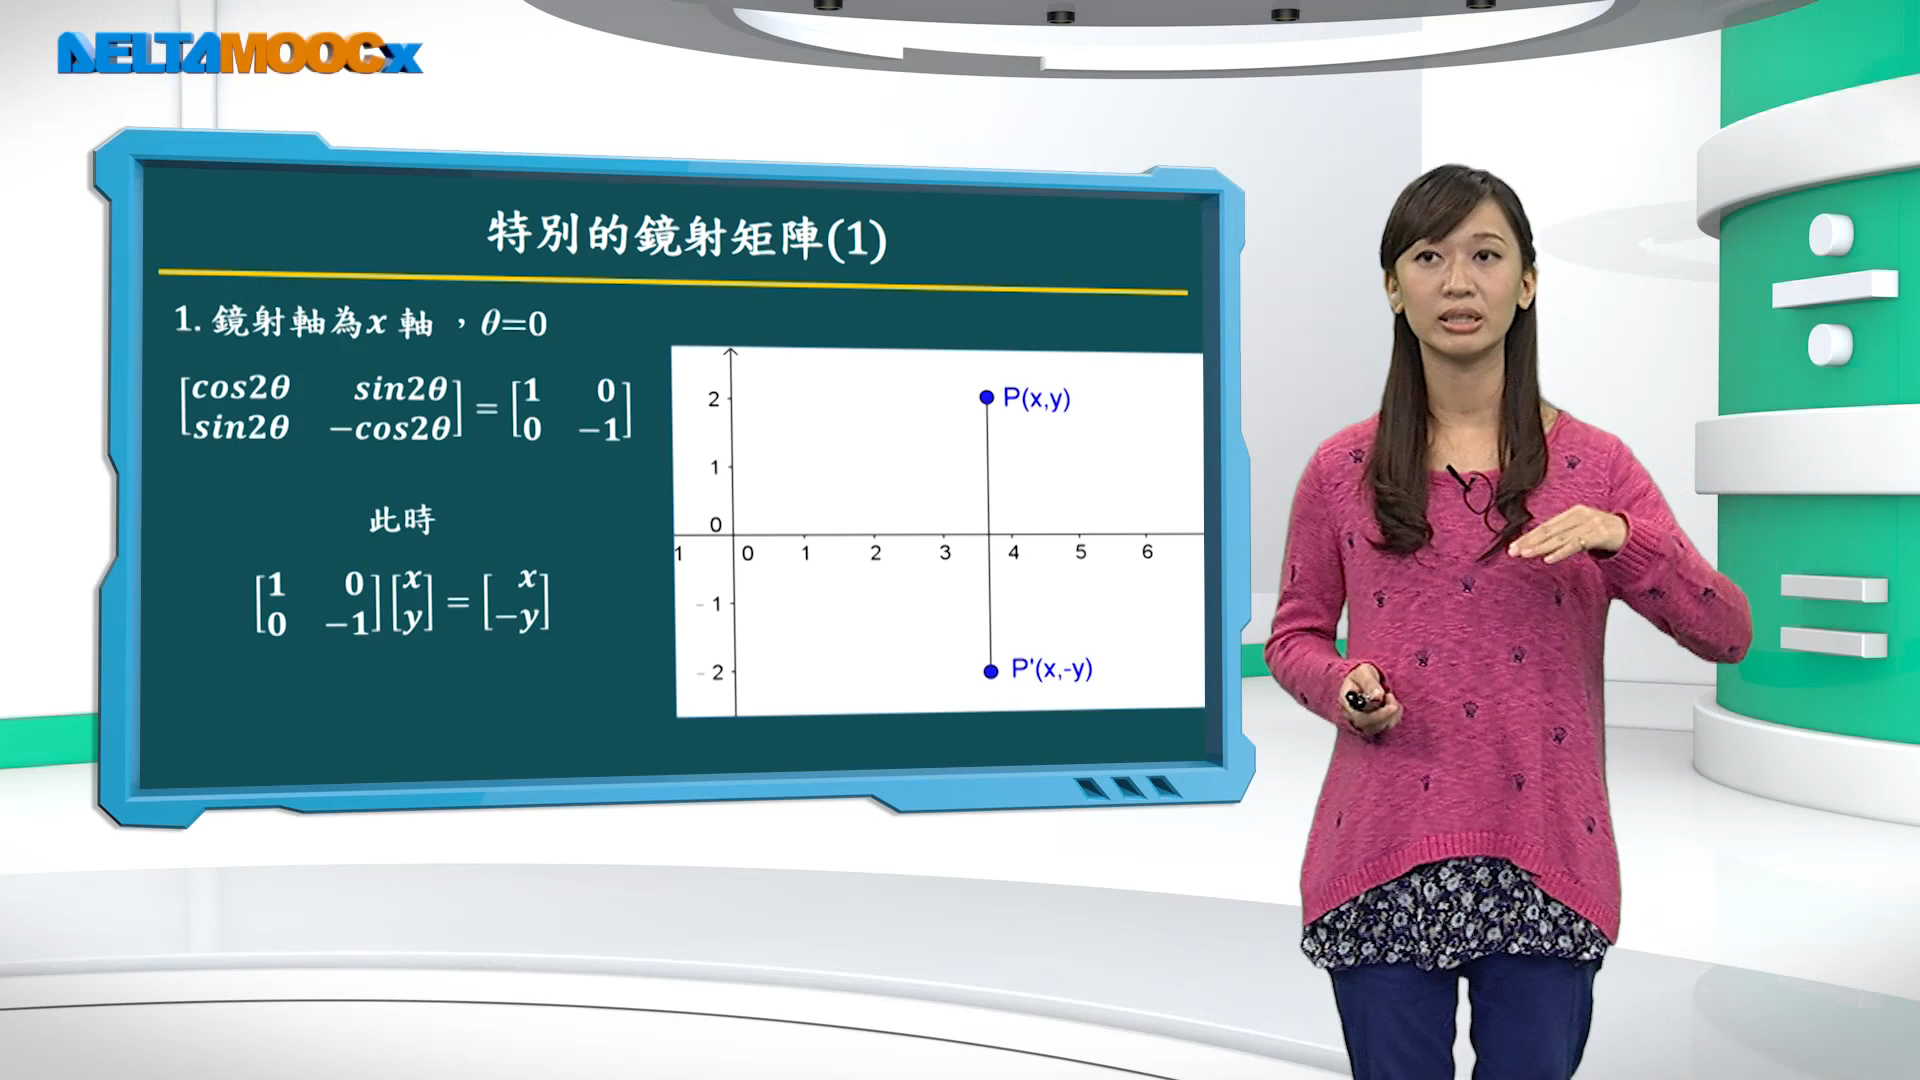 DELTAMOOCx
特別的鏡射矩陣(1)
1. 鏡射軸為x 軸 ，θ=0
[cos2θ sin2θ] = [1 0]
[sin2θ −cos2θ] [0 −1]
此時
[1 0][x] = [x]
[0 −1][y] [−y]
2
P(x,y)
1
0
1 0 1 2 3 4 5 6
-1
-2
P'(x,-y)